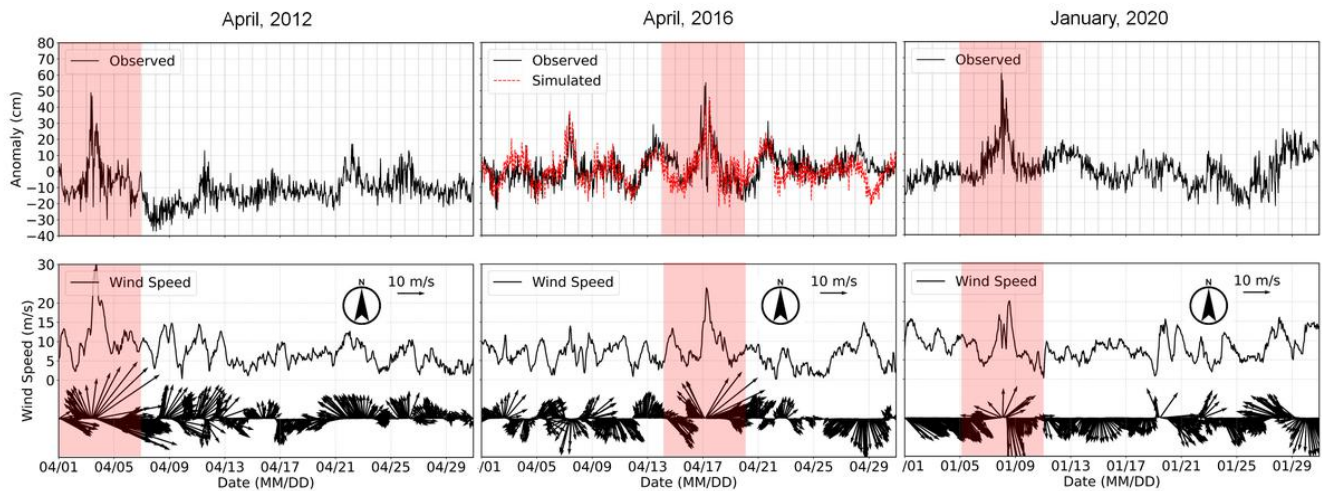 April, 2012
April, 2016
January, 2020
Anomaly (cm)
80
70
60
50
40
30
20
10
0
−10
−20
−30
−40
Observed
Observed
Simulated
Observed
Wind Speed (m/s)
30
20
15
10
5
0
Wind Speed
N
10 m/s
Wind Speed
N
10 m/s
Wind Speed
N
10 m/s
04/01 04/05 04/09 04/13 04/17 04/21 04/25 04/29
/01 04/05 04/09 04/13 04/17 04/21 04/25 04/29
/01 01/05 01/09 01/13 01/17 01/21 01/25 01/29
Date (MM/DD)
Date (MM/DD)
Date (MM/DD)